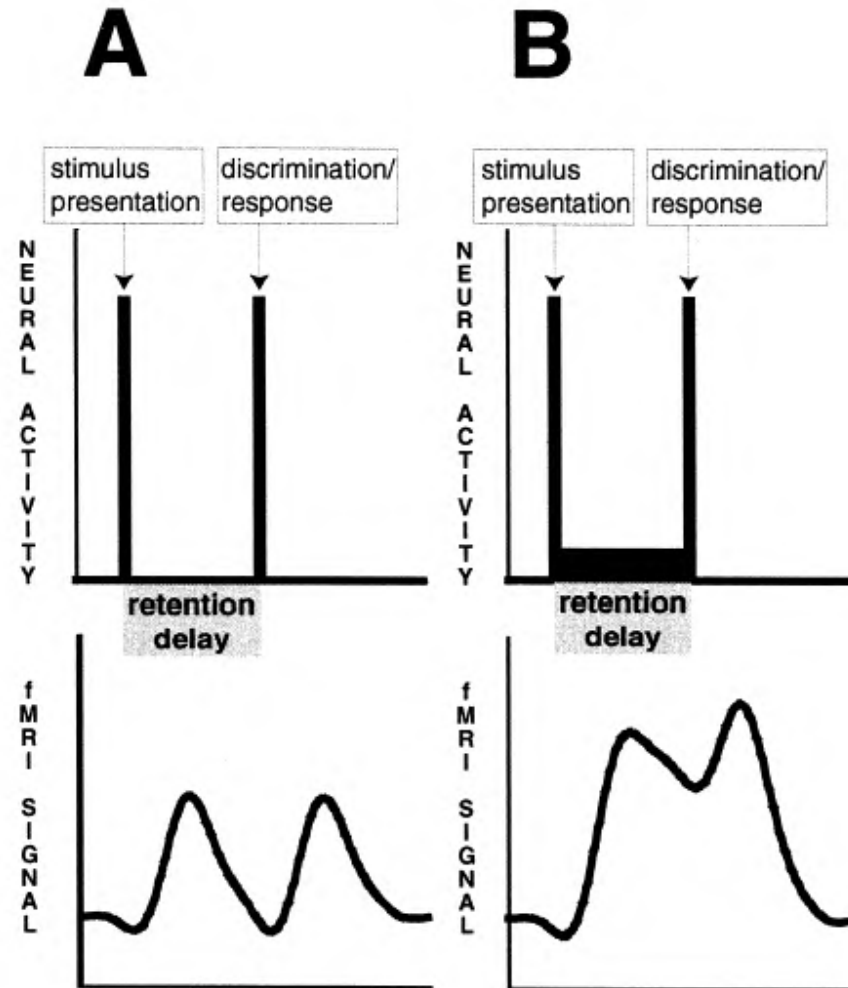 A
stimulus
presentation
discrimination/
response
NEURAL ACTIVITY
retention
delay
fMRI SIGNAL
B
stimulus
presentation
discrimination/
response
NEURAL ACTIVITY
retention
delay
fMRI SIGNAL